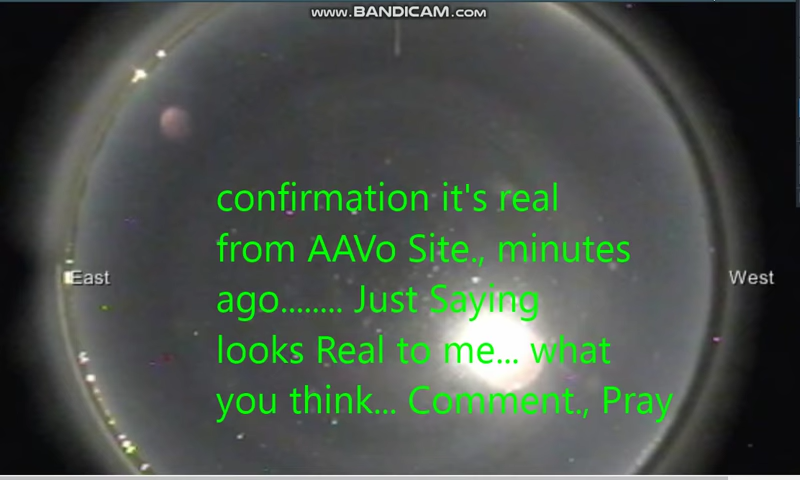 www.BANDICAM.com
confirmation it's real
from AAVo Site., minutes
East
West
ago........ Just Saying
looks Real to me... what
you think... Comment., Pray